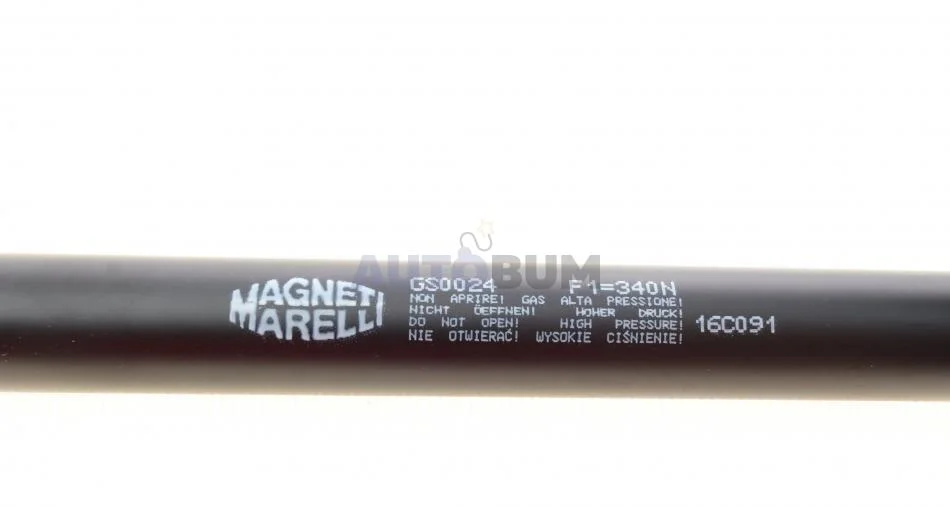 AUTOBUM
MAGNETI
MARELLI
GS0024 F1=340N
NON APRIRE! GAS ALTA PRESSIONE!
NICHT ÖEFFNEN! HOHER DRUCK!
DO NOT OPEN! HIGH PRESSURE!
NIE OTWIERAĆ! WYSOKIE CIŚNIENIE!
16C091